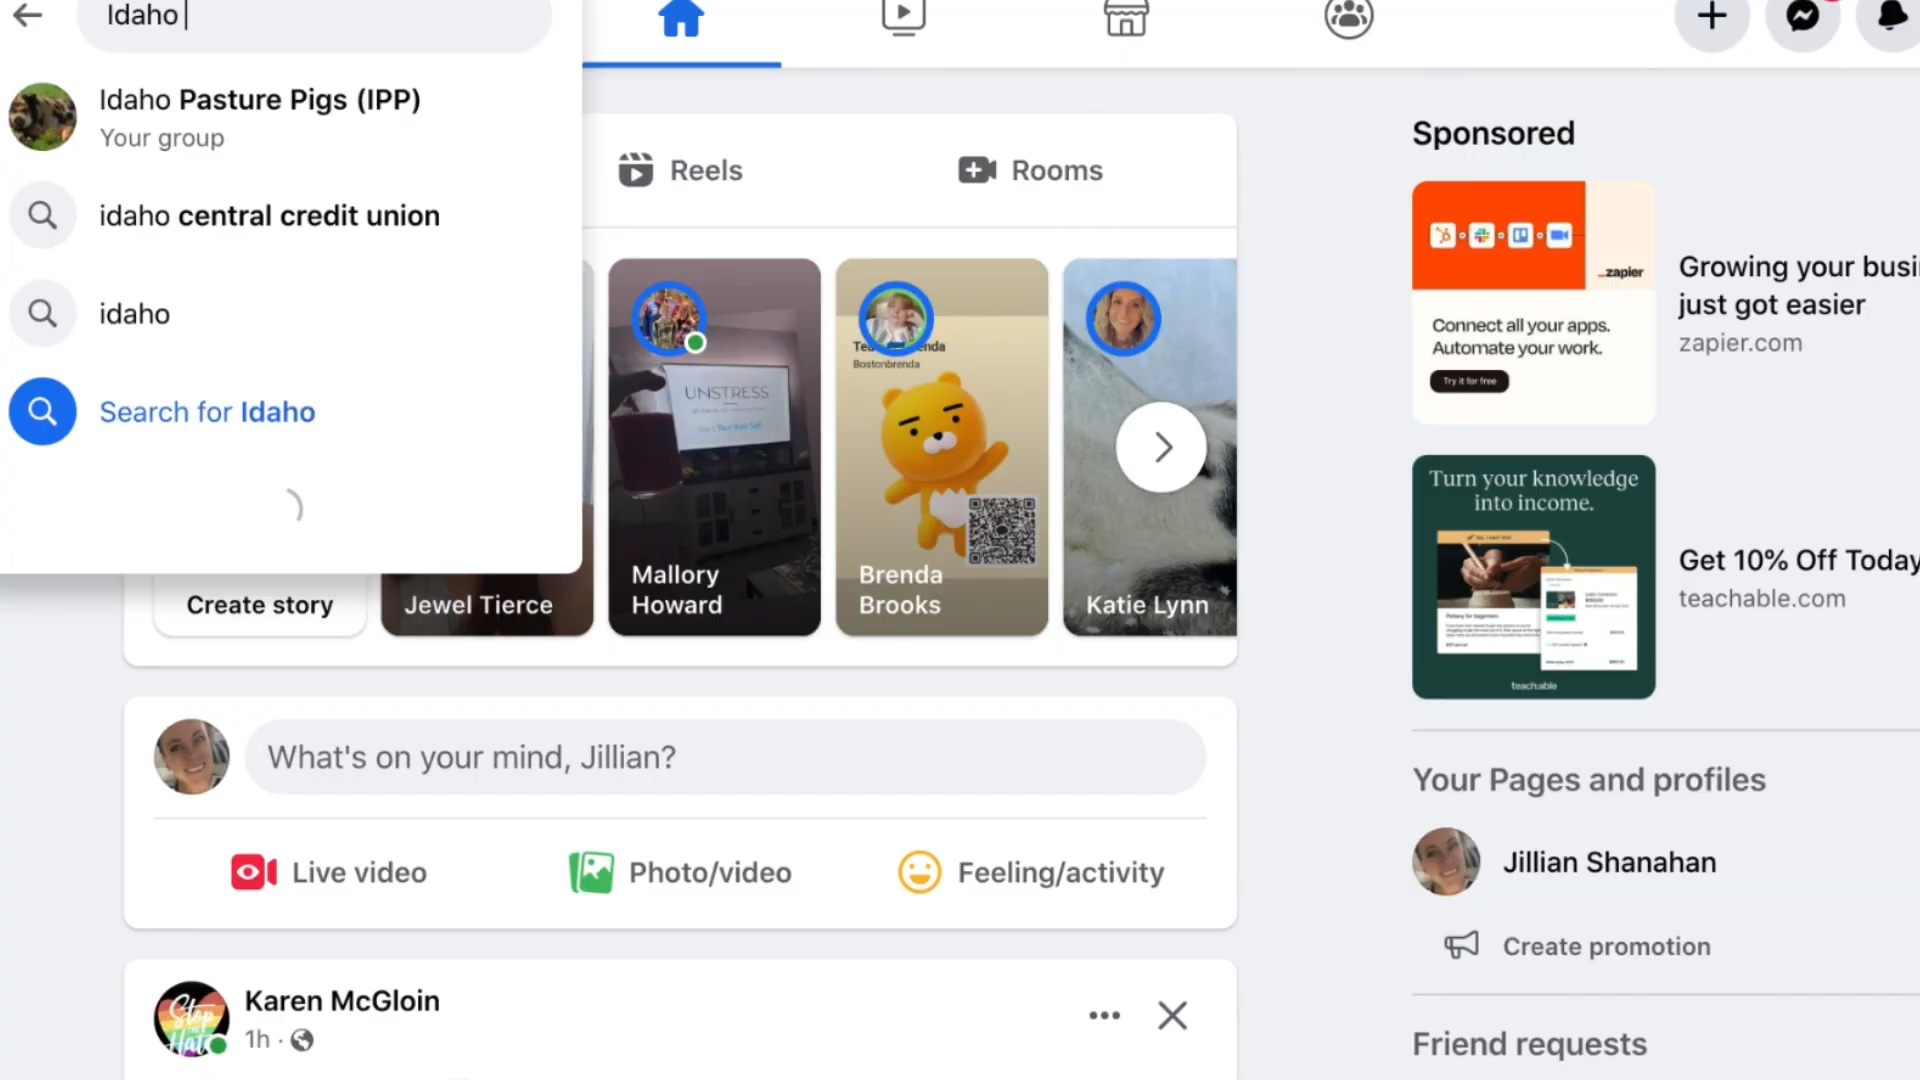 Idaho
Idaho Pasture Pigs (IPP)
Your group
idaho central credit union
idaho
Search for Idaho
Reels
Rooms
Create story
Jewel Tierce
UNSTRESS
Mallory
Howard
Bostonbrenda
Brenda
Brooks
Katie Lynn
What's on your mind, Jillian?
Live video
Photo/video
Feeling/activity
Karen McGloin
1h ·
Stop
Hate
Sponsored
zapier
Connect all your apps.
Automate your work.
Try it for free
Growing your busi
just got easier
zapier.com
Turn your knowledge
into income.
teachable
Get 10% Off Today
teachable.com
Your Pages and profiles
Jillian Shanahan
Create promotion
Friend requests